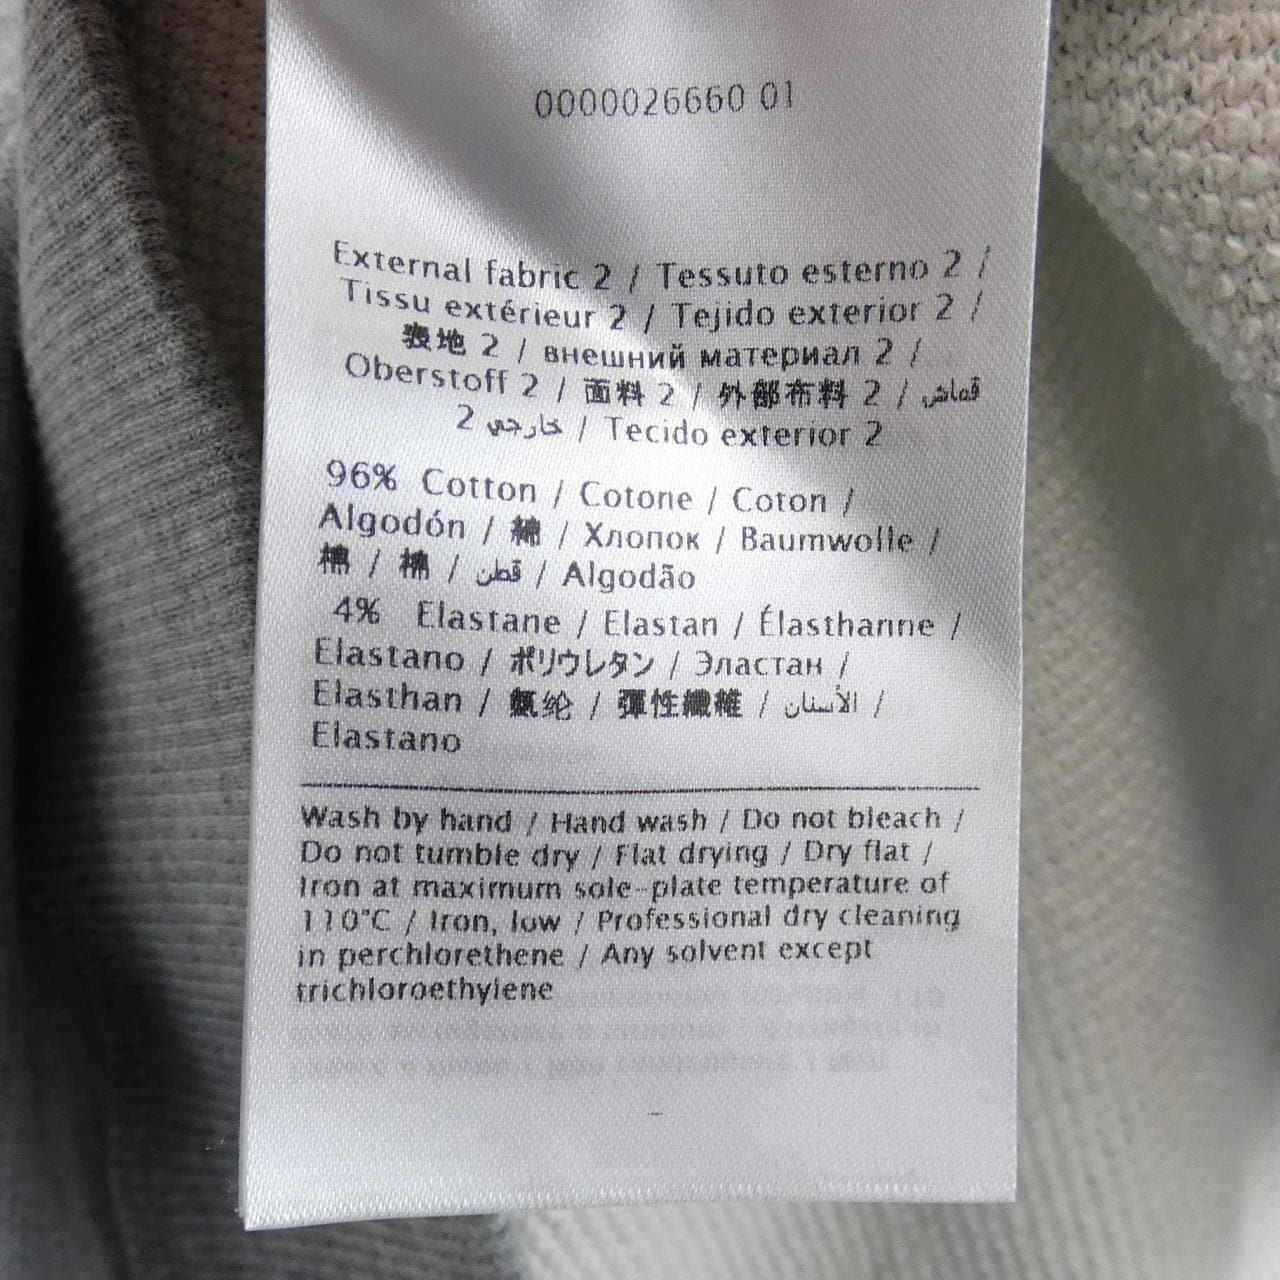 0000026660 01
External fabric 2 / Tessuto esterno 2 /
Tissu extérieur 2 / Tejido exterior 2 /
表地 2 / внешний материал 2 /
Oberstoff 2 / 面料 2 / 外部布料 2 / قماش
خارجي 2 / Tecido exterior 2
96% Cotton / Cotone / Coton /
Algodón / 綿 / Хлопок / Baumwolle /
棉 / 棉 / قطن / Algodão
4% Elastane / Elastan / Élasthanne /
Elastano / ポリウレタン / Эластан /
Elasthan / 氨纶 / 彈性纖維 / الأستان /
Elastano
Wash by hand / Hand wash / Do not bleach /
Do not tumble dry / Flat drying / Dry flat /
Iron at maximum sole-plate temperature of
110°C / Iron, low / Professional dry cleaning
in perchlorethene / Any solvent except
trichloroethylene